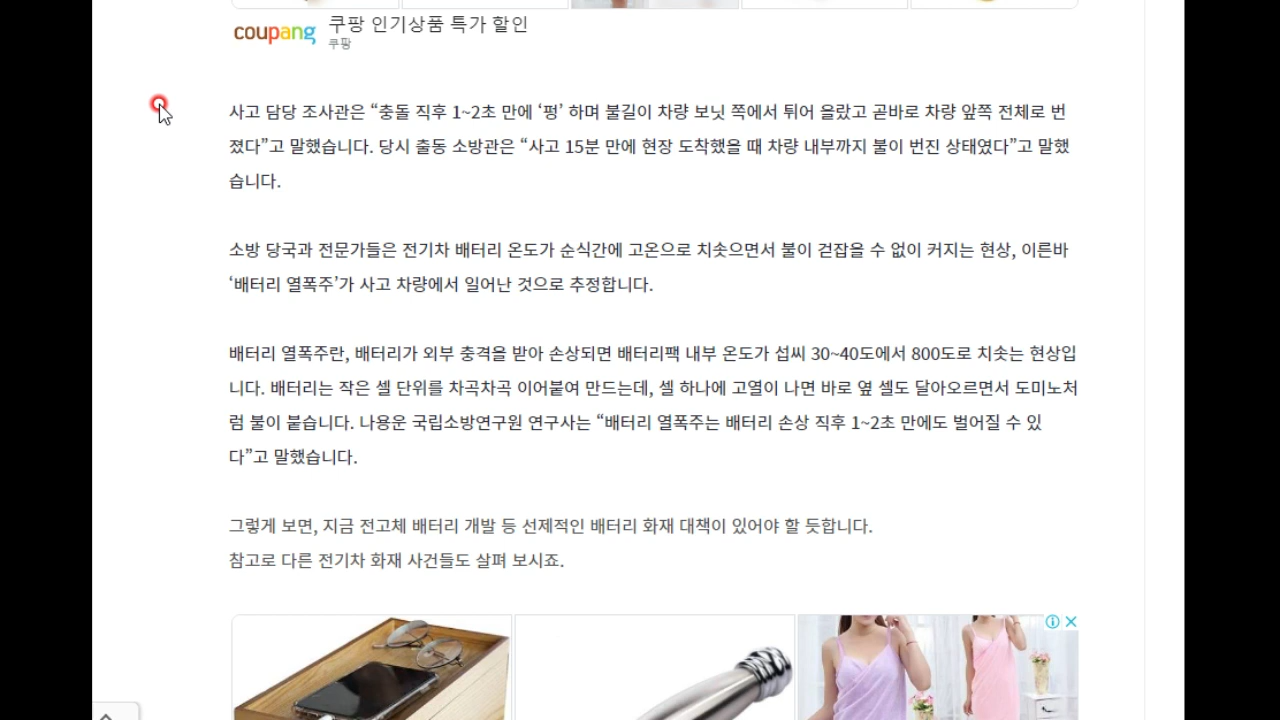 coupang
쿠팡 인기상품 특가 할인
쿠팡
사고 담당 조사관은 “충돌 직후 1~2초 만에 ‘펑’ 하며 불길이 차량 보닛 쪽에서 튀어 올랐고 곧바로 차량 앞쪽 전체로 번
졌다”고 말했습니다. 당시 출동 소방관은 “사고 15분 만에 현장 도착했을 때 차량 내부까지 불이 번진 상태였다”고 말했
습니다.
소방 당국과 전문가들은 전기차 배터리 온도가 순식간에 고온으로 치솟으면서 불이 걷잡을 수 없이 커지는 현상, 이른바
‘배터리 열폭주’가 사고 차량에서 일어난 것으로 추정합니다.
배터리 열폭주란, 배터리가 외부 충격을 받아 손상되면 배터리팩 내부 온도가 섭씨 30~40도에서 800도로 치솟는 현상입
니다. 배터리는 작은 셀 단위를 차곡차곡 이어붙여 만드는데, 셀 하나에 고열이 나면 바로 옆 셀도 달아오르면서 도미노처
럼 불이 붙습니다. 나용운 국립소방연구원 연구사는 “배터리 열폭주는 배터리 손상 직후 1~2초 만에도 벌어질 수 있
다”고 말했습니다.
그렇게 보면, 지금 전고체 배터리 개발 등 선제적인 배터리 화재 대책이 있어야 할 듯합니다.
참고로 다른 전기차 화재 사건들도 살펴 보시죠.